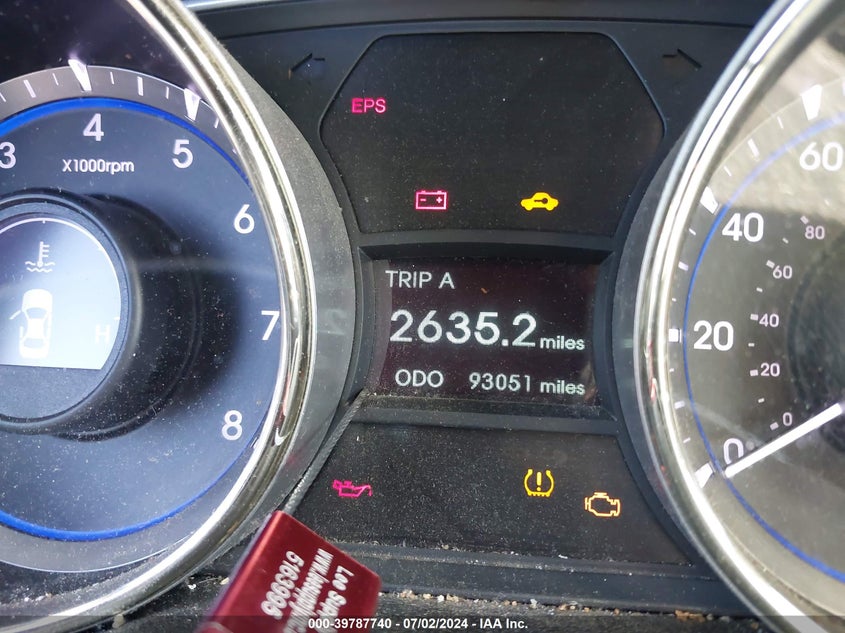 EPS
3 4 5 6 7 8
X1000rpm
H
TRIP A
2635.2 miles
ODO 93051 miles
0 20 40 60
0 20 40 60 80
5163993
000-39787740 - 07/02/2024 - IAA Inc.